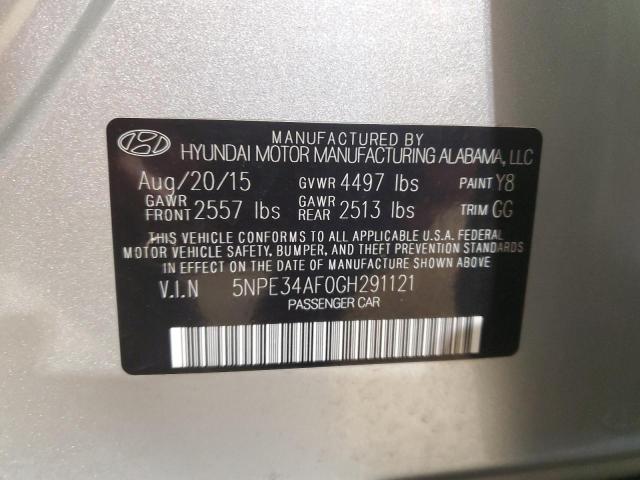 MANUFACTURED BY
HYUNDAI MOTOR MANUFACTURING ALABAMA, LLC
Aug/20/15 GVWR 4497 lbs PAINT Y8
GAWR FRONT 2557 lbs GAWR REAR 2513 lbs TRIM GG
THIS VEHICLE CONFORMS TO ALL APPLICABLE U.S.A. FEDERAL
MOTOR VEHICLE SAFETY, BUMPER, AND THEFT PREVENTION STANDARDS
IN EFFECT ON THE DATE OF MANUFACTURE SHOWN ABOVE.
V.I.N 5NPE34AF0GH291121
PASSENGER CAR